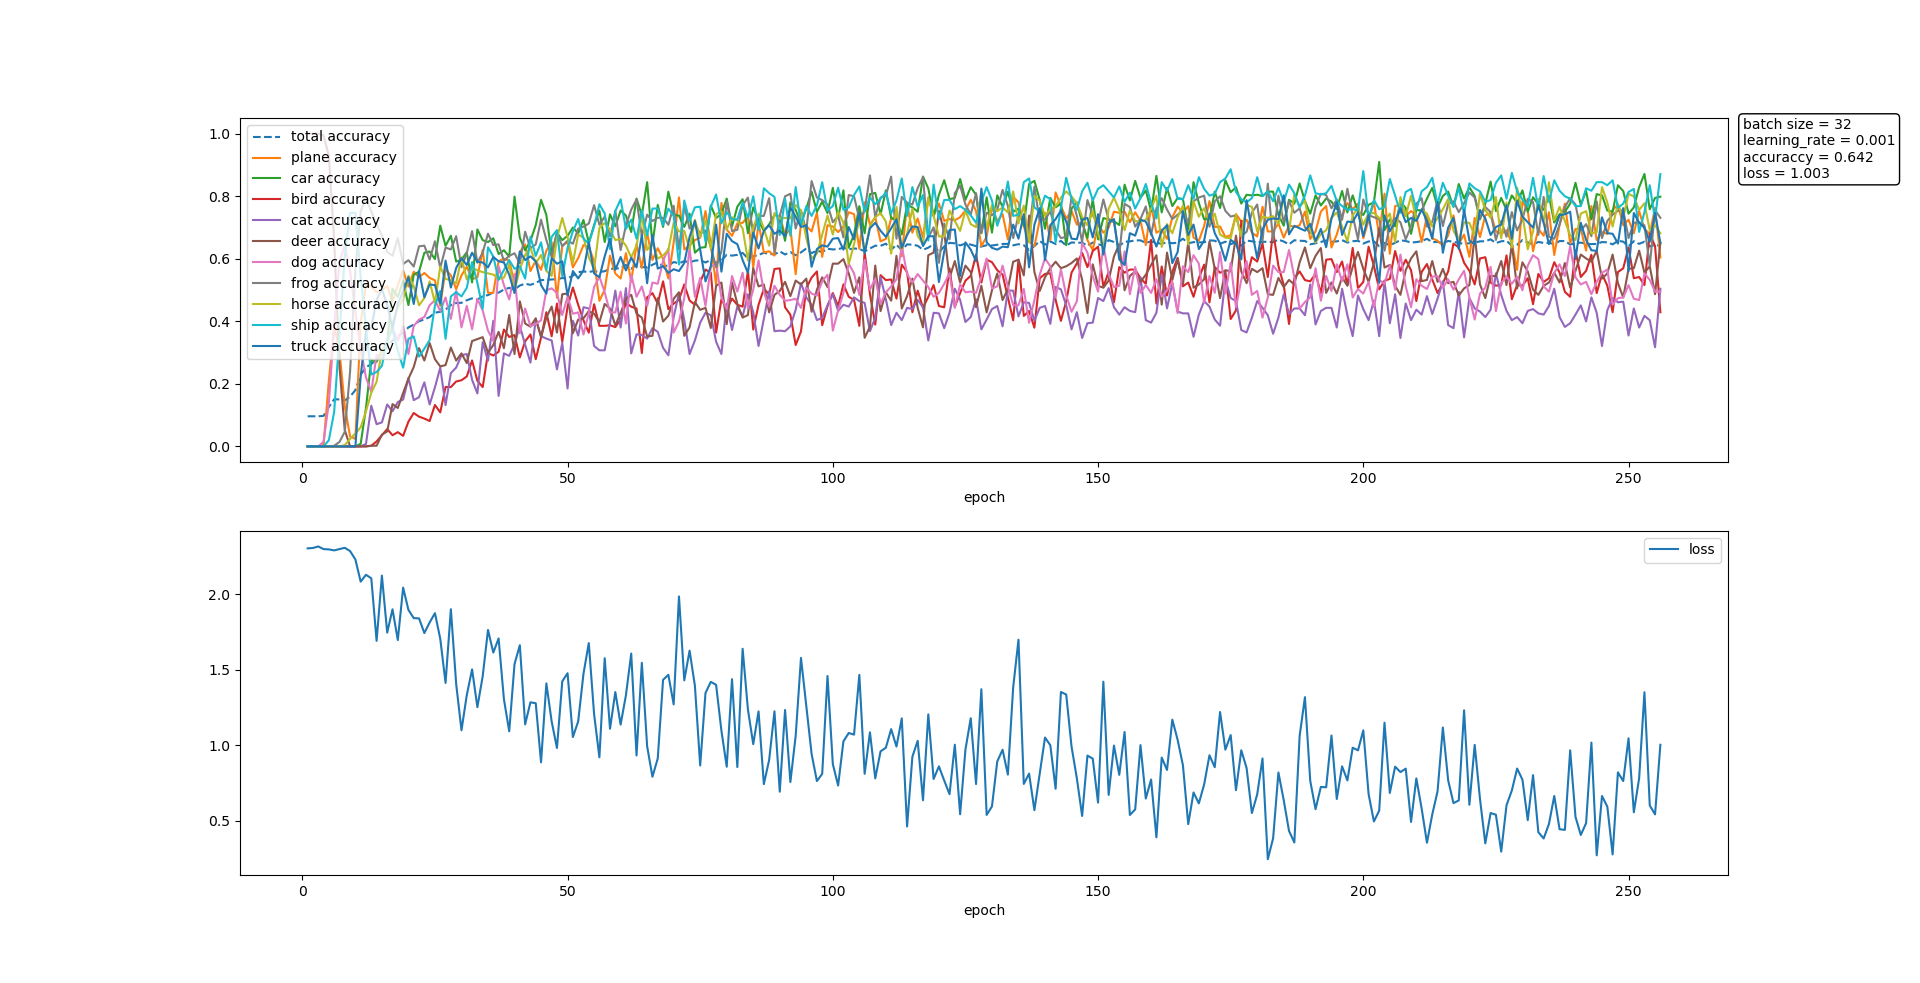 1.0
0.8
0.6
0.4
0.2
0.0
total accuracy
plane accuracy
car accuracy
bird accuracy
cat accuracy
deer accuracy
dog accuracy
frog accuracy
horse accuracy
ship accuracy
truck accuracy
batch size = 32
learning_rate = 0.001
accuraccy = 0.642
loss = 1.003
0 50 100 150 200 250
epoch
2.0
1.5
1.0
0.5
loss
0 50 100 150 200 250
epoch